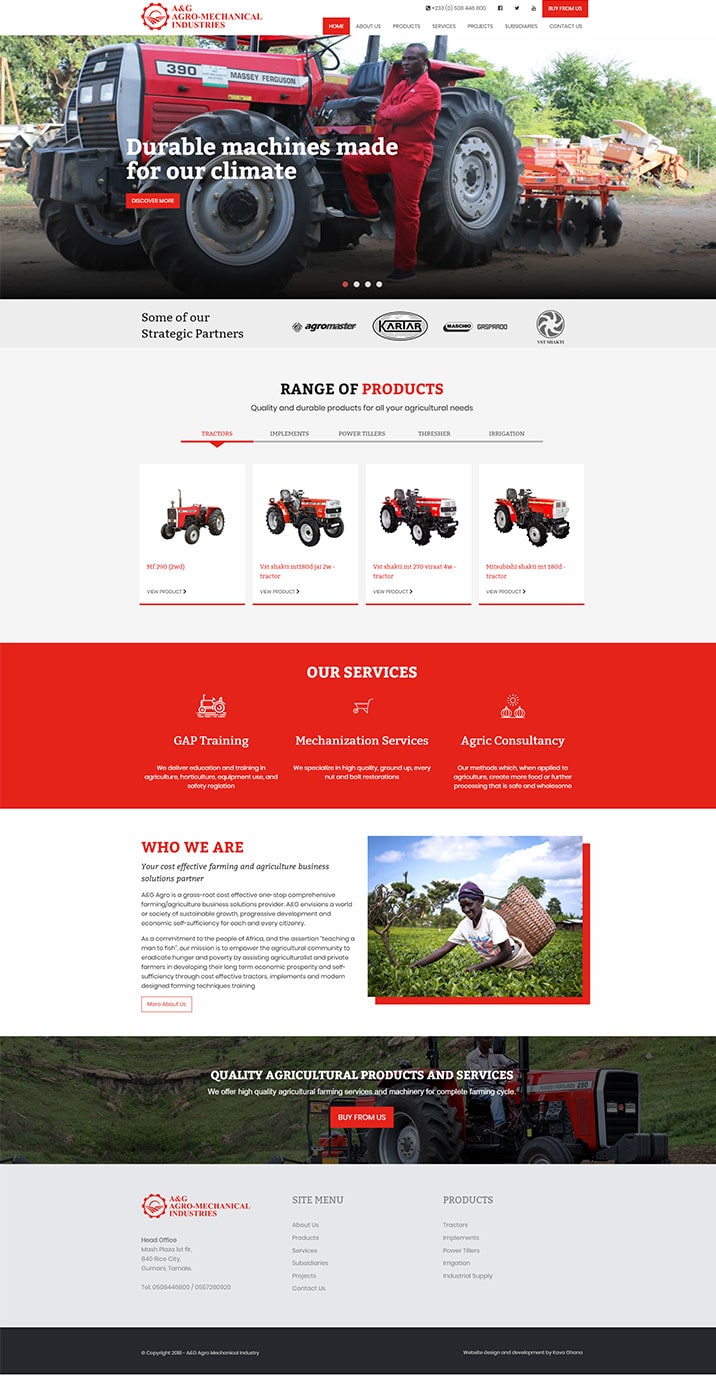 A&G
AGRO-MECHANICAL
INDUSTRIES
+233 (0) 508 446 800
BUY FROM US
HOME
ABOUT US
PRODUCTS
SERVICES
PROJECTS
SUBSIDIARIES
CONTACT US
390
MASSEY FERGUSON
Durable machines made
for our climate
DISCOVER MORE
Some of our
Strategic Partners
agromaster
KARTAR
MASCHIO
GASPARDO
VST SHAKTI
RANGE OF PRODUCTS
Quality and durable products for all your agricultural needs
TRACTORS
IMPLEMENTS
POWER TILLERS
THRESHER
IRRIGATION
Mf 290 (2wd)
VIEW PRODUCT
Vst shakti mt180d jai 2w -
tractor
VIEW PRODUCT
Vst shakti mt 270 viraat 4w -
tractor
VIEW PRODUCT
Mitsubishi shakti mt 180d -
tractor
VIEW PRODUCT
OUR SERVICES
GAP Training
We deliver education and training in
agriculture, horticulture, equipment use, and
safety reglation
Mechanization Services
We specialize in high quality, ground up, every
nut and bolt restorations
Agric Consultancy
Our methods which, when applied to
agriculture, create more food or further
processing that is safe and wholesome
WHO WE ARE
Your cost effective farming and agriculture business
solutions partner
A&G Agro is a grass-root cost effective one-stop comprehensive
farming/agriculture business solutions provider. A&G envisions a world
or society of sustainable growth, progressive development and
economic self-sufficiency for each and every citizenry.
As a commitment to the people of Africa, and the assertion "teaching a
man to fish", our mission is to empower the agricultural community to
eradicate hunger and poverty by assisting agriculturalist and private
farmers in developing their long term economic prosperity and self-
sufficiency through cost effective tractors, implements and modern
designed farming techniques training
More About Us
QUALITY AGRICULTURAL PRODUCTS AND SERVICES
We offer high quality agricultural farming services and machinery for complete farming cycle.
BUY FROM US
MASSEY FERGUSON 290
A&G
AGRO-MECHANICAL
INDUSTRIES
Head Office
Mash Plaza 1st flr,
840 Rice City,
Gumani, Tamale.
Tel: 0508446800 / 0557260920
SITE MENU
About Us
Products
Services
Subsidiaries
Projects
Contact Us
PRODUCTS
Tractors
Implements
Power Tillers
Irrigation
Industrial Supply
© Copyright 2018 - A&G Agro Mechanical Industry
Website design and development by Kava Ghana